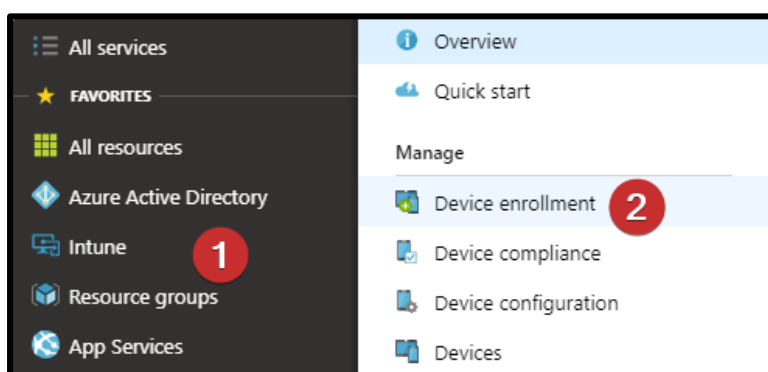 All services
FAVORITES
All resources
Azure Active Directory
Intune
1
Resource groups
App Services
Overview
Quick start
Manage
Device enrollment
2
Device compliance
Device configuration
Devices